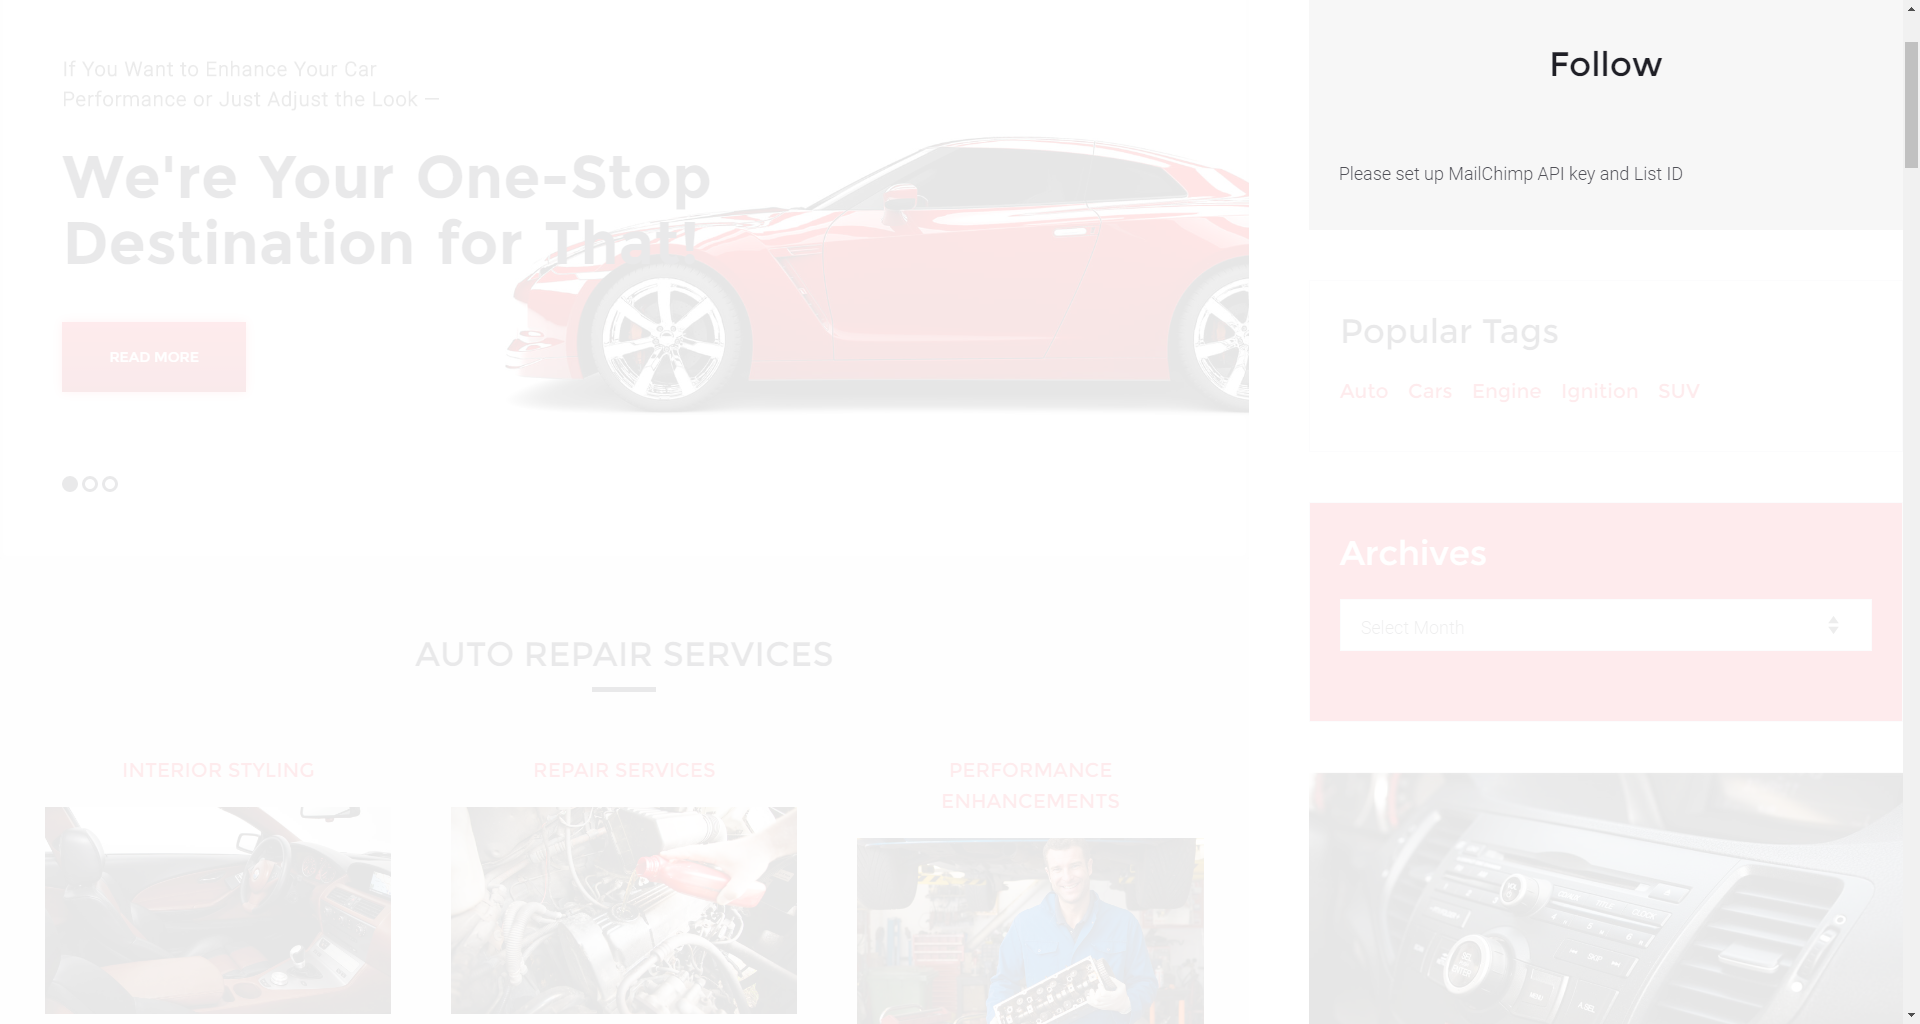 If You Want to Enhance Your Car
Performance or Just Adjust the Look —
We're Your One-Stop
Destination for That!
READ MORE
AUTO REPAIR SERVICES
INTERIOR STYLING
REPAIR SERVICES
PERFORMANCE
ENHANCEMENTS
Follow
Please set up MailChimp API key and List ID
Popular Tags
Auto Cars Engine Ignition SUV
Archives
Select Month